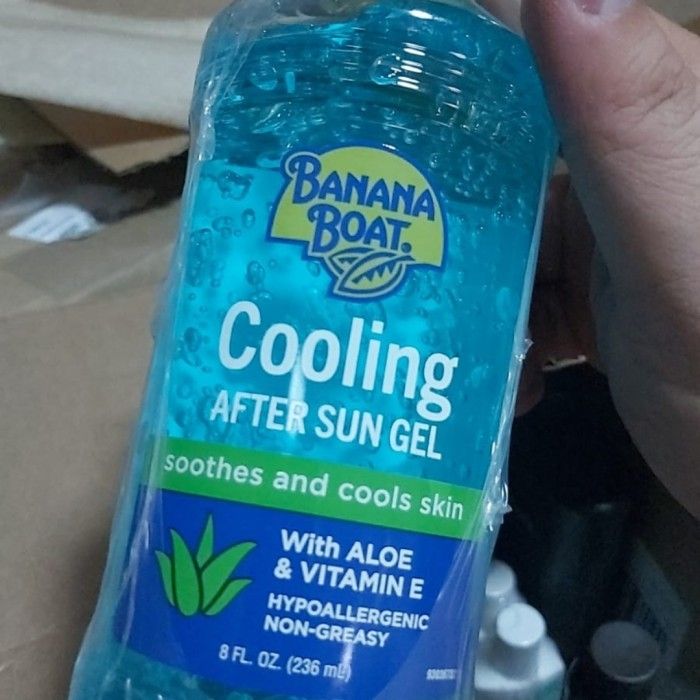 BANANA
BOAT®
Cooling
AFTER SUN GEL
soothes and cools skin
With ALOE
& VITAMIN E
HYPOALLERGENIC
NON-GREASY
8 FL. OZ. (236 mL)